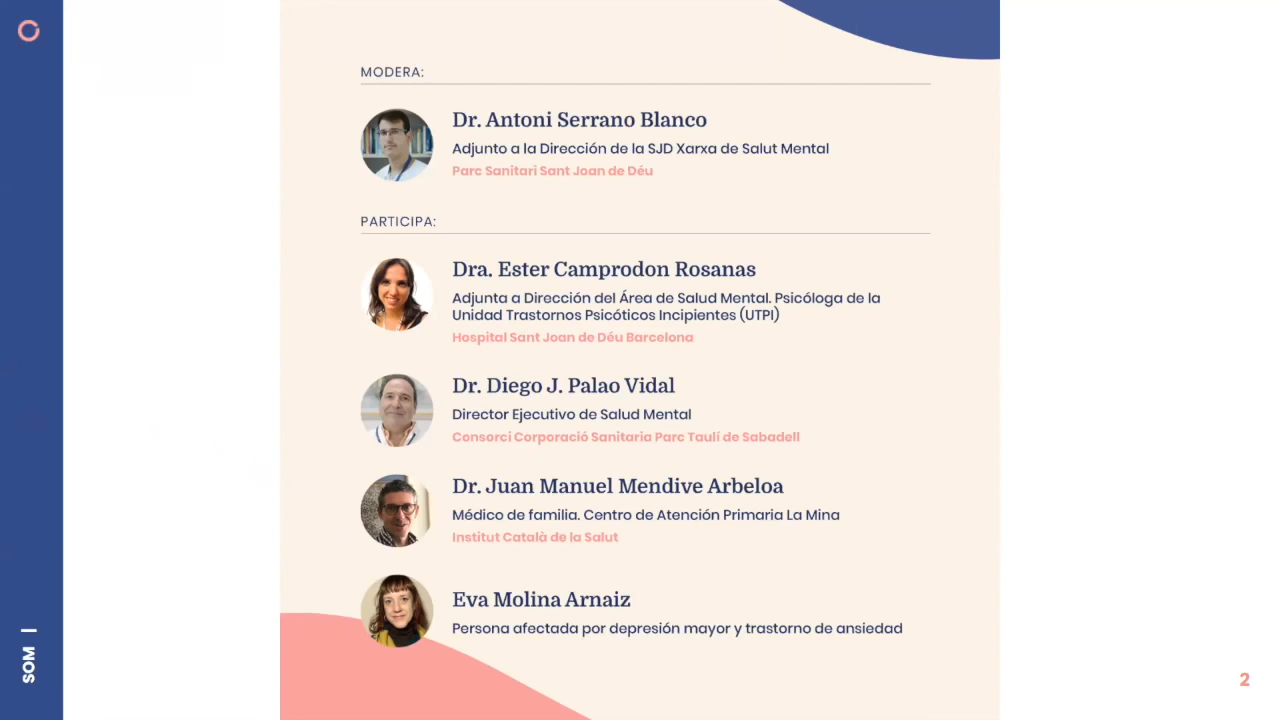 MODERA:
Dr. Antoni Serrano Blanco
Adjunto a la Dirección de la SJD Xarxa de Salut Mental
Parc Sanitari Sant Joan de Déu
PARTICIPA:
Dra. Ester Camprodon Rosanas
Adjunta a Dirección del Área de Salud Mental. Psicóloga de la
Unidad Trastornos Psicóticos Incipientes (UTPI)
Hospital Sant Joan de Déu Barcelona
Dr. Diego J. Palao Vidal
Director Ejecutivo de Salud Mental
Consorci Corporació Sanitaria Parc Taulí de Sabadell
Dr. Juan Manuel Mendive Arbeloa
Médico de familia. Centro de Atención Primaria La Mina
Institut Català de la Salut
Eva Molina Arnaiz
Persona afectada por depresión mayor y trastorno de ansiedad
SOM |
2